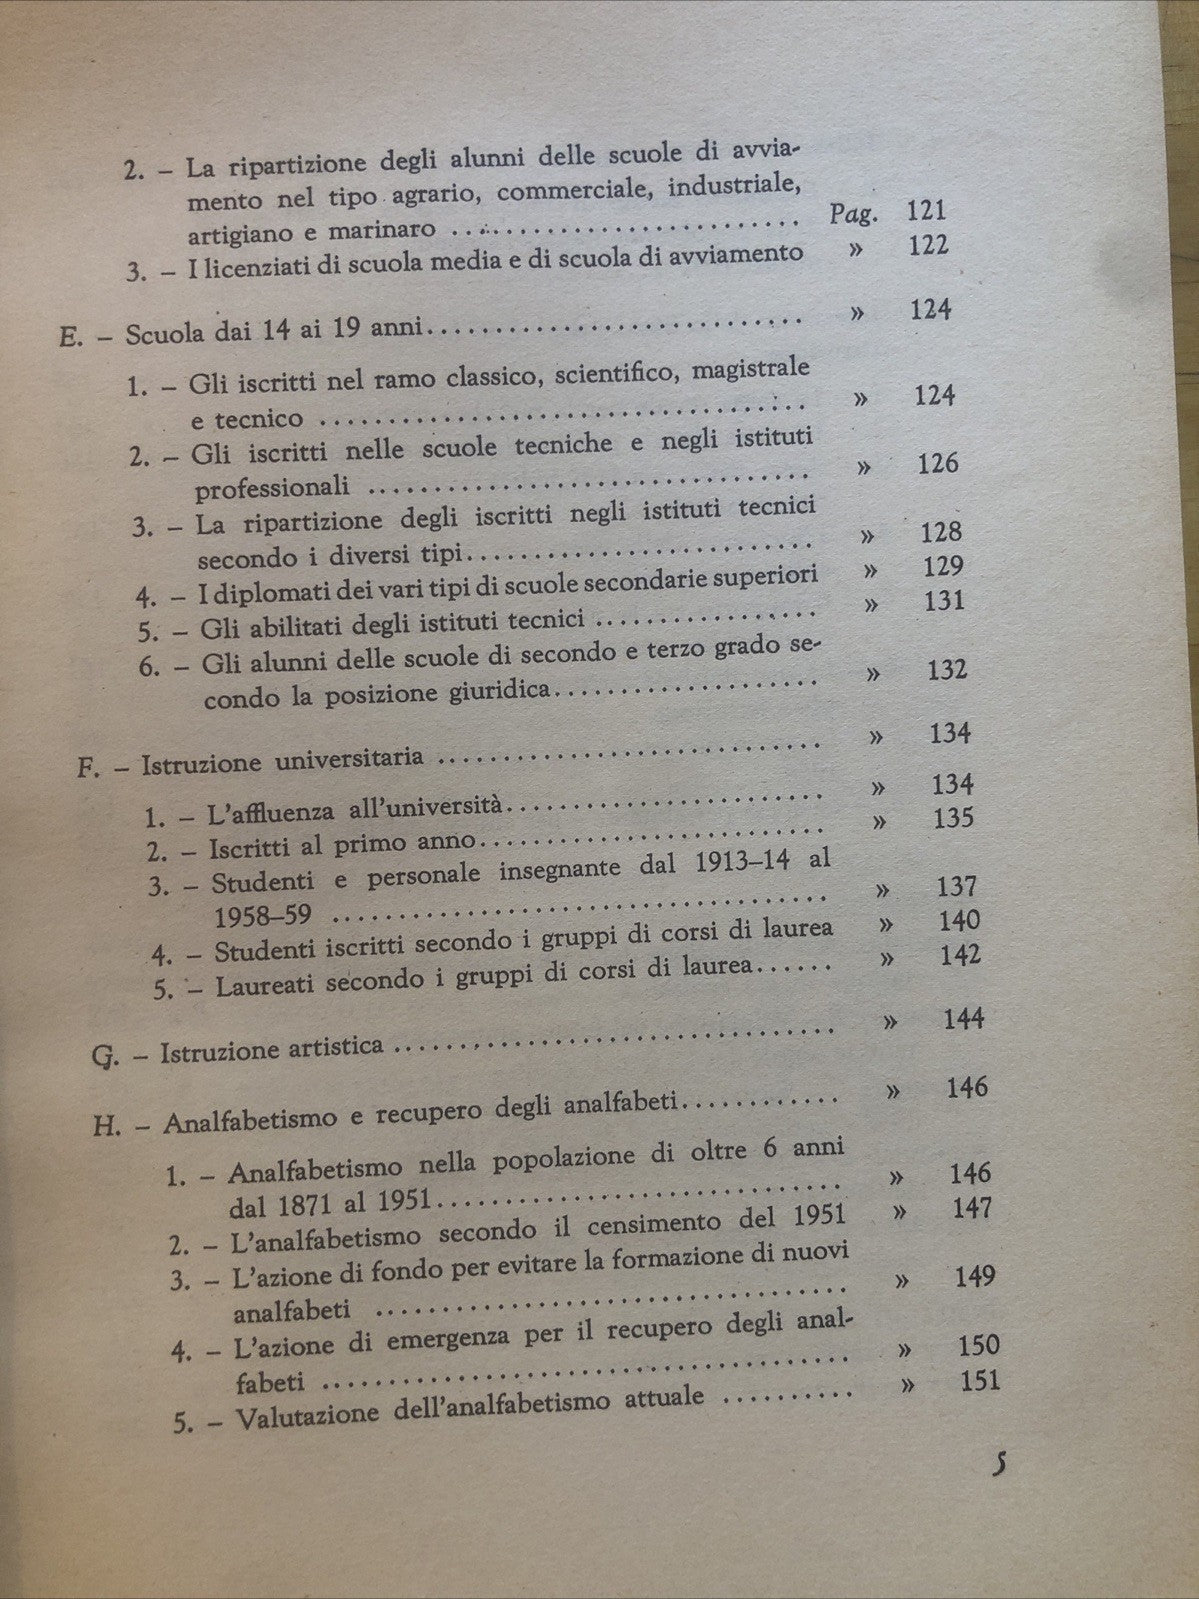 2. – La ripartizione degli alunni delle scuole di avvia-
mento nel tipo agrario, commerciale, industriale,
artigiano e marinaro ........................ Pag. 121
3. – I licenziati di scuola media e di scuola di avviamento » 122
E. – Scuola dai 14 ai 19 anni............................ » 124
1. – Gli iscritti nel ramo classico, scientifico, magistrale
e tecnico .................................... » 124
2. – Gli iscritti nelle scuole tecniche e negli istituti
professionali ................................. » 126
3. – La ripartizione degli iscritti negli istituti tecnici
secondo i diversi tipi.......................... » 128
4. – I diplomati dei vari tipi di scuole secondarie superiori » 129
5. – Gli abilitati degli istituti tecnici ................. » 131
6. – Gli alunni delle scuole di secondo e terzo grado se-
condo la posizione giuridica.................... » 132
F. – Istruzione universitaria ............................. » 134
1. – L'affluenza all'università........................ » 134
2. – Iscritti al primo anno.......................... » 135
3. – Studenti e personale insegnante dal 1913–14 al
1958–59 ..................................... » 137
4. – Studenti iscritti secondo i gruppi di corsi di laurea » 140
5. – Laureati secondo i gruppi di corsi di laurea...... » 142
G. – Istruzione artistica ................................. » 144
H. – Analfabetismo e recupero degli analfabeti............ » 146
1. – Analfabetismo nella popolazione di oltre 6 anni
dal 1871 al 1951.............................. » 146
2. – L'analfabetismo secondo il censimento del 1951 » 147
3. – L'azione di fondo per evitare la formazione di nuovi
analfabeti ................................... » 149
4. – L'azione di emergenza per il recupero degli anal-
fabeti ....................................... » 150
5. – Valutazione dell'analfabetismo attuale .......... » 151
5